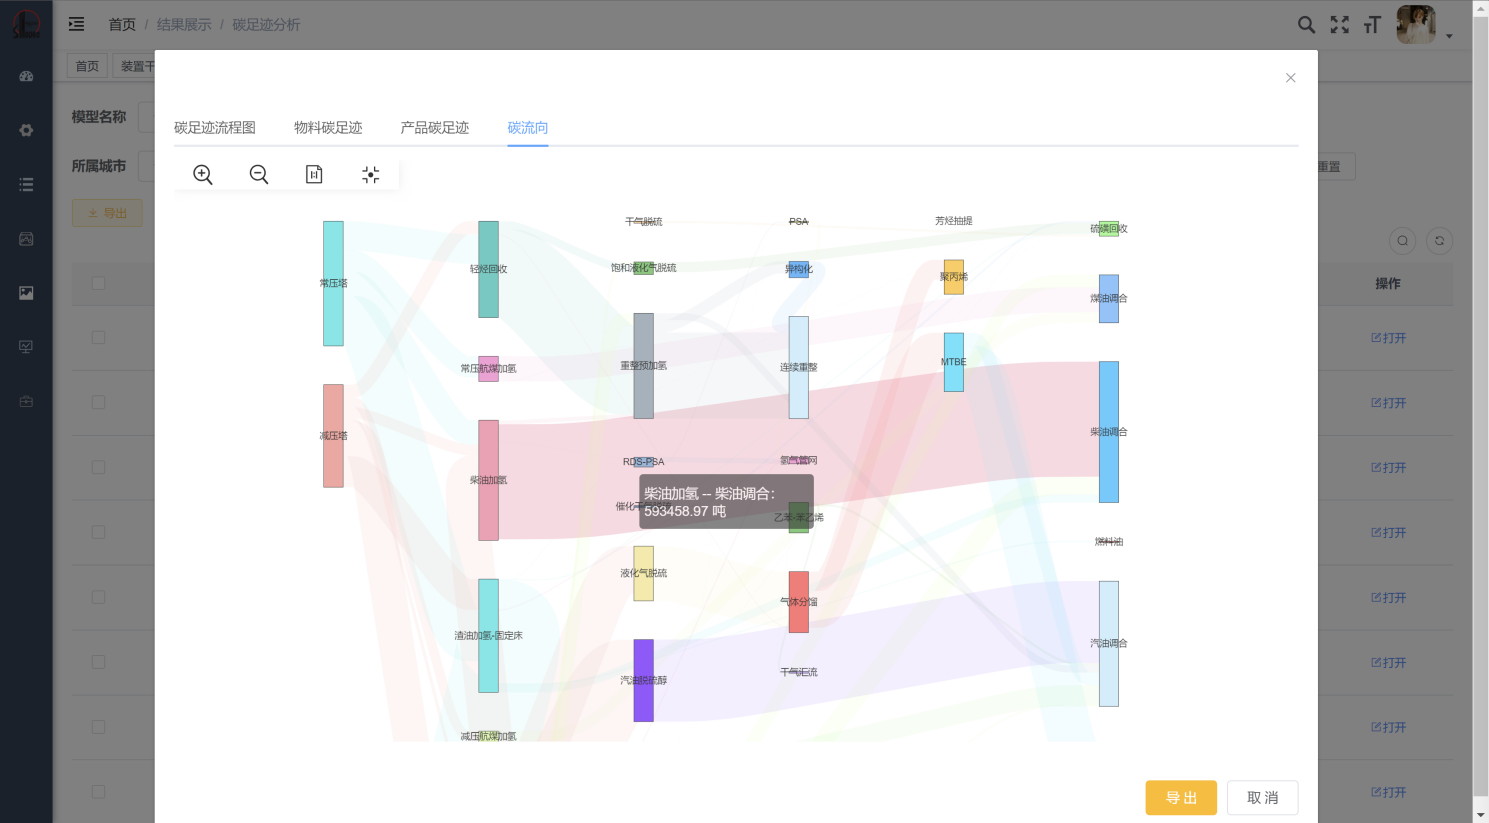 首页 / 结果展示 / 碳足迹分析
首页
装置干
模型名称
所属城市
重置
导出
操作
打开
打开
打开
打开
打开
打开
打开
打开
碳足迹流程图
物料碳足迹
产品碳足迹
碳流向
常压塔
减压塔
轻烃回收
常压航煤加氢
柴油加氢
渣油加氢-固定床
减压航煤加氢
干气脱硫
饱和液化气脱硫
重整预加氢
RDS-PSA
液化气脱硫
汽油脱硫醇
PSA
异构化
连续重整
氢气管网
乙苯-苯乙烯
气体分馏
干气汇流
芳烃抽提
聚丙烯
MTBE
硫磺回收
煤油调合
柴油调合
燃料油
汽油调合
柴油加氢 -- 柴油调合:
593458.97 吨
导出
取消